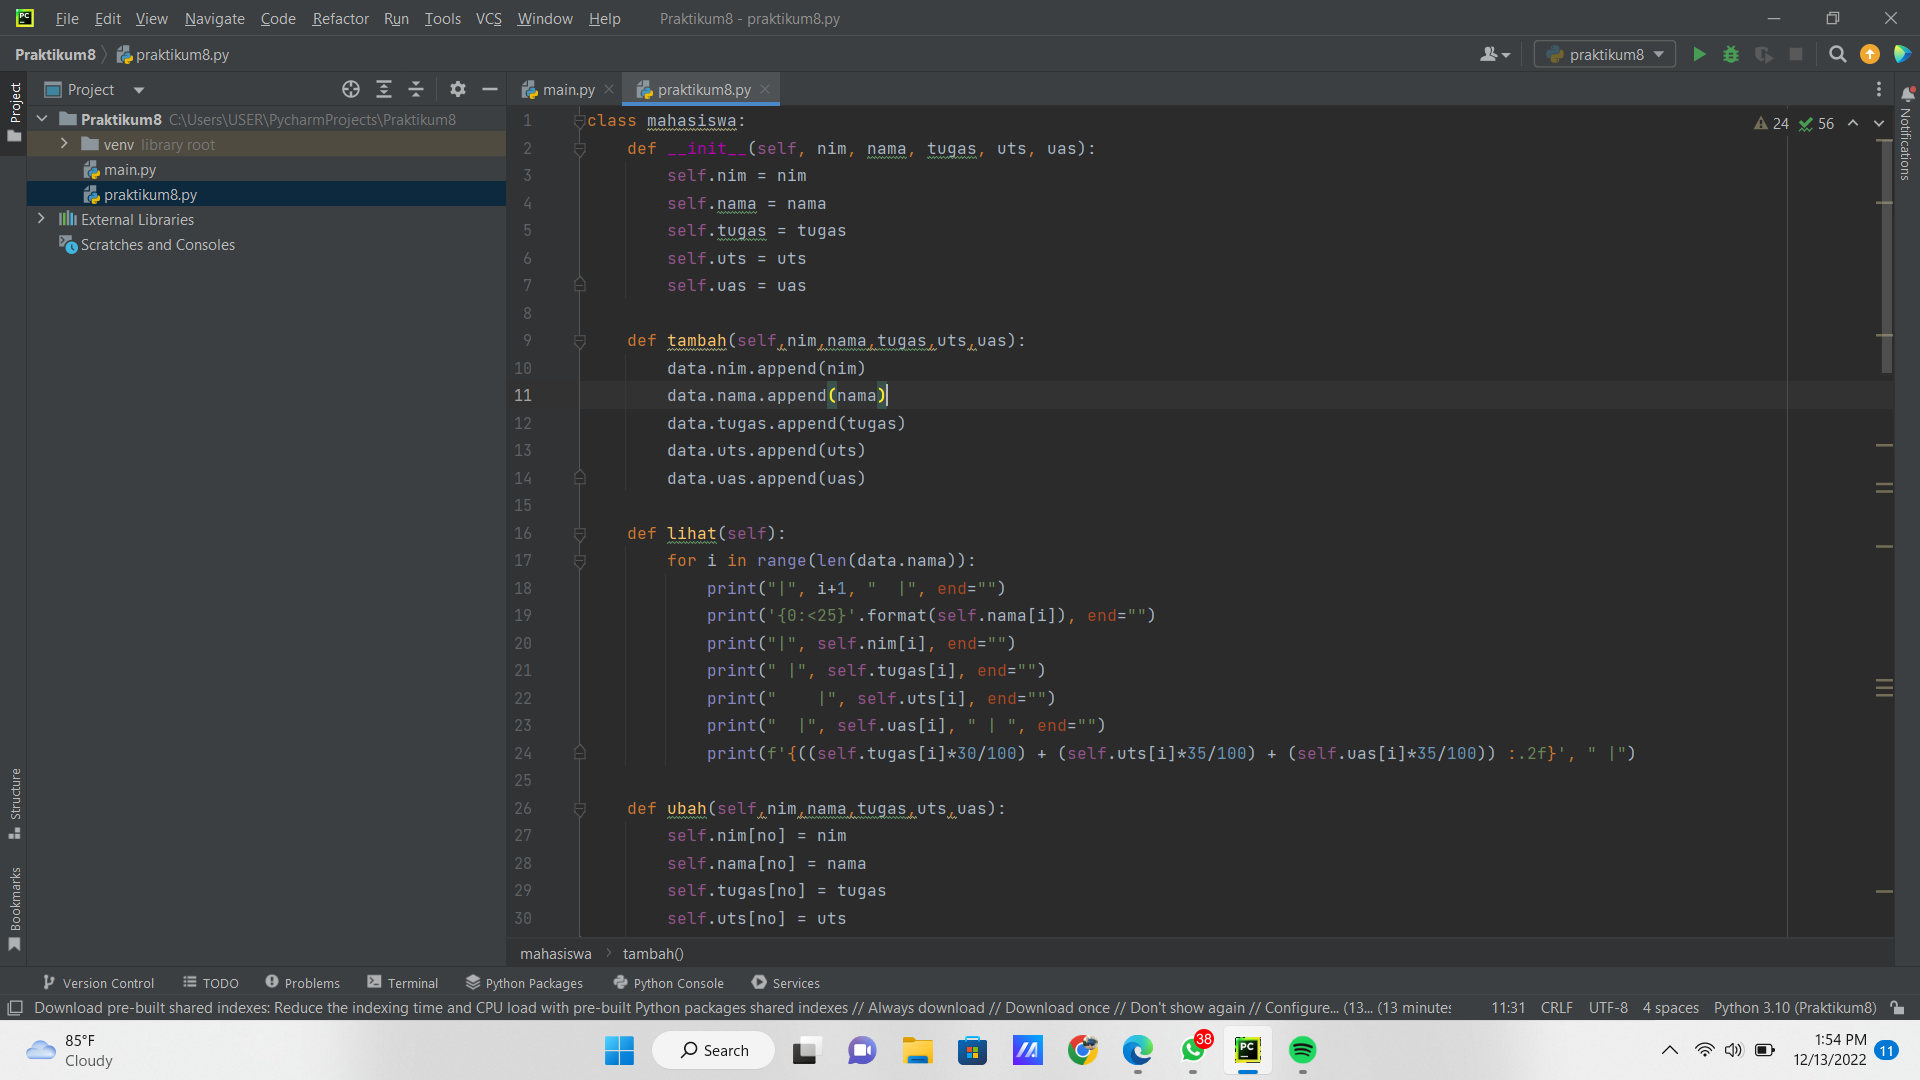 PC File Edit View Navigate Code Refactor Run Tools VCS Window Help Praktikum8 - praktikum8.py
Praktikum8 praktikum8.py praktikum8
Project
Project
main.py praktikum8.py
Praktikum8 C:\Users\USER\PycharmProjects\Praktikum8
venv library root
main.py
praktikum8.py
External Libraries
Scratches and Consoles
24 56
Notifications
1 class mahasiswa:
2     def __init__(self, nim, nama, tugas, uts, uas):
3         self.nim = nim
4         self.nama = nama
5         self.tugas = tugas
6         self.uts = uts
7         self.uas = uas
8
9     def tambah(self,nim,nama,tugas,uts,uas):
10         data.nim.append(nim)
11         data.nama.append(nama)
12         data.tugas.append(tugas)
13         data.uts.append(uts)
14         data.uas.append(uas)
15
16     def lihat(self):
17         for i in range(len(data.nama)):
18             print("|", i+1, "  |", end="")
19             print('{0:<25}'.format(self.nama[i]), end="")
20             print("|", self.nim[i], end="")
21             print(" |", self.tugas[i], end="")
22             print("    |", self.uts[i], end="")
23             print("  |", self.uas[i], " | ", end="")
24             print(f'{((self.tugas[i]*30/100) + (self.uts[i]*35/100) + (self.uas[i]*35/100)) :.2f}', " |")
25
26     def ubah(self,nim,nama,tugas,uts,uas):
27         self.nim[no] = nim
28         self.nama[no] = nama
29         self.tugas[no] = tugas
30         self.uts[no] = uts
Structure
Bookmarks
mahasiswa tambah()
Version Control TODO Problems Terminal Python Packages Python Console Services
Download pre-built shared indexes: Reduce the indexing time and CPU load with pre-built Python packages shared indexes // Always download // Download once // Don't show again // Configure... (13... (13 minutes 11:31 CRLF UTF-8 4 spaces Python 3.10 (Praktikum8)
85°F
Cloudy
Search
PC
38
1:54 PM
12/13/2022
11